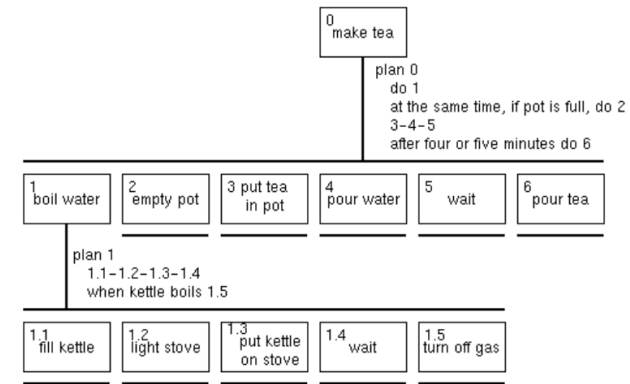 0
make tea
plan 0
do 1
at the same time, if pot is full, do 2
3-4-5
after four or five minutes do 6
1
boil water
2
empty pot
3 put tea
in pot
4
pour water
5
wait
6
pour tea
plan 1
1.1-1.2-1.3-1.4
when kettle boils 1.5
1.1
fill kettle
1.2
light stove
1.3
put kettle
on stove
1.4
wait
1.5
turn off gas